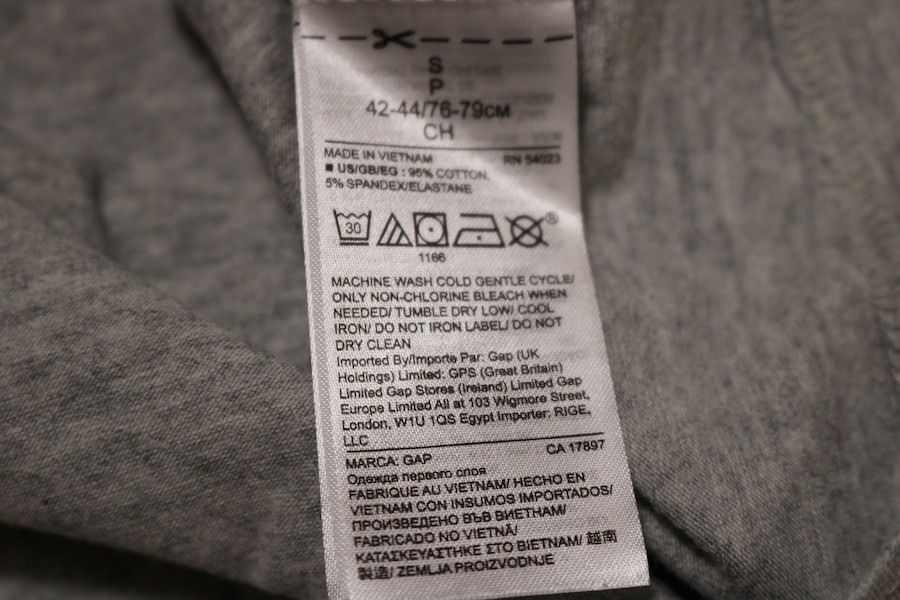 S
P
42-44/76-79см
CH
MADE IN VIETNAM RN 54023
■ US/GB/EG : 95% COTTON,
5% SPANDEX/ELASTANE
30
®
1166
MACHINE WASH COLD GENTLE CYCLE/
ONLY NON-CHLORINE BLEACH WHEN
NEEDED/ TUMBLE DRY LOW/ COOL
IRON/ DO NOT IRON LABEL/ DO NOT
DRY CLEAN
Imported By/Importe Par: Gap (UK
Holdings) Limited: GPS (Great Britain)
Limited Gap Stores (Ireland) Limited Gap
Europe Limited All at 103 Wigmore Street,
London, W1U 1QS Egypt Importer: RIGE,
LLC
MARCA: GAP CA 17897
Одежда первого слоя
FABRIQUE AU VIETNAM/ HECHO EN
VIETNAM CON INSUMOS IMPORTADOS/
ПРОИЗВЕДЕНО ВЪВ ВИЕТНАМ/
FABRICADO NO VIETNÃ/
ΚΑΤΑΣΚΕΥΑΣΤΗΚΕ ΣΤΟ ΒΙΕΤΝΑΜ/ 越南
製造/ ZEMLJA PROIZVODNJE